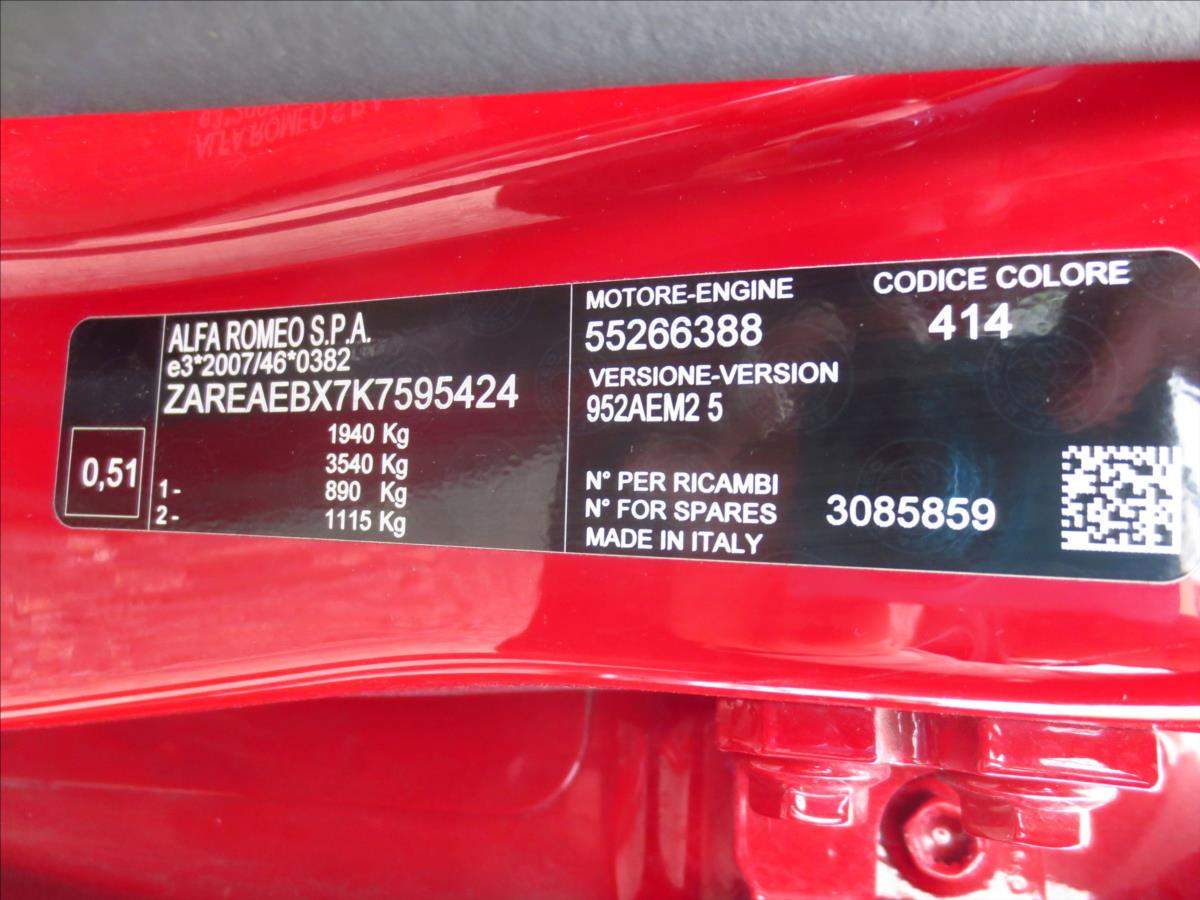 ALFA ROMEO S.P.A.
e3*2007/46*0382
ZAREAEBX7K7595424
1940 Kg
3540 Kg
1- 890 Kg
2- 1115 Kg
0,51
MOTORE-ENGINE
55266388
VERSIONE-VERSION
952AEM2 5
N° PER RICAMBI
N° FOR SPARES 3085859
MADE IN ITALY
CODICE COLORE
414